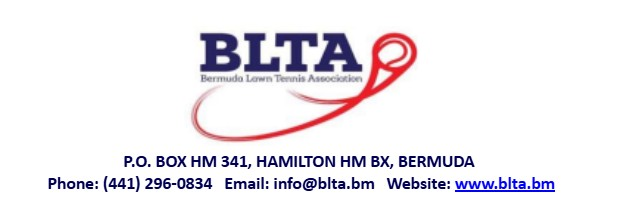 BLTA
Bermuda Lawn Tennis Association
P.O. BOX HM 341, HAMILTON HM BX, BERMUDA
Phone: (441) 296-0834 Email: info@blta.bm Website: www.blta.bm